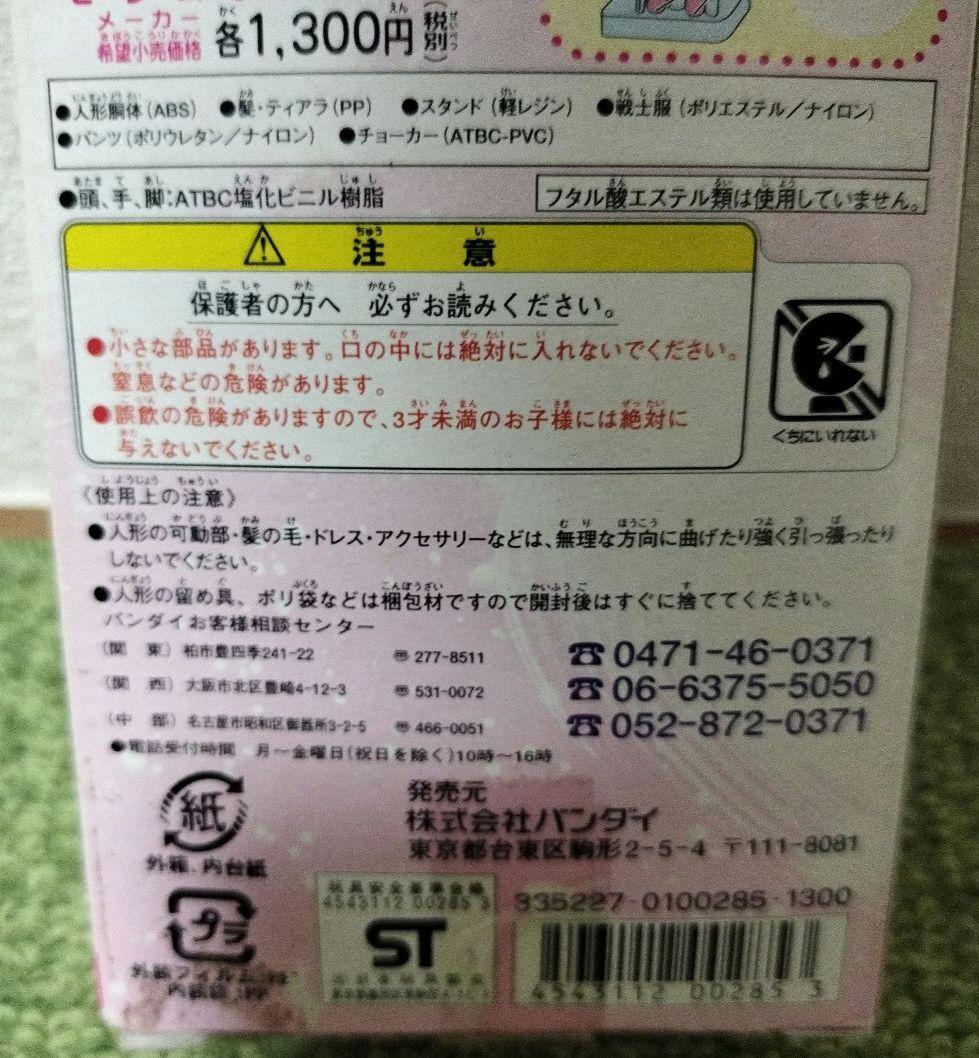 メーカー
希望小売価格 各1,300円(税別)
●人形胴体(ABS) ●髪・ティアラ(PP) ●スタンド(軽レジン) ●戦士服(ポリエステル/ナイロン)
●パンツ(ポリウレタン/ナイロン) ●チョーカー(ATBC-PVC)
●頭、手、脚:ATBC塩化ビニル樹脂
フタル酸エステル類は使用していません。
注意
保護者の方へ 必ずお読みください。
●小さな部品があります。口の中には絶対に入れないでください。
窒息などの危険があります。
●誤飲の危険がありますので、3才未満のお子様には絶対に
与えないでください。
くちにいれない
《使用上の注意》
●人形の可動部・髪の毛・ドレス・アクセサリーなどは、無理な方向に曲げたり強く引っ張ったり
しないでください。
●人形の留め具、ポリ袋などは梱包材ですので開封後はすぐに捨ててください。
バンダイお客様相談センター
(関 東) 柏市豊四季241-22 〠277-8511 ☎0471-46-0371
(関 西) 大阪市北区豊崎4-12-3 〠531-0072 ☎06-6375-5050
(中 部) 名古屋市昭和区御器所3-2-5 〠466-0051 ☎052-872-0371
●電話受付時間 月〜金曜日(祝日を除く)10時〜16時
紙
外箱、内台紙
発売元
株式会社バンダイ
東京都台東区駒形2-5-4 〒111-8081
プラ
玩具安全基準合格
4543112 00285 3
ST
335227-0100285-1300
4543112 00285 3